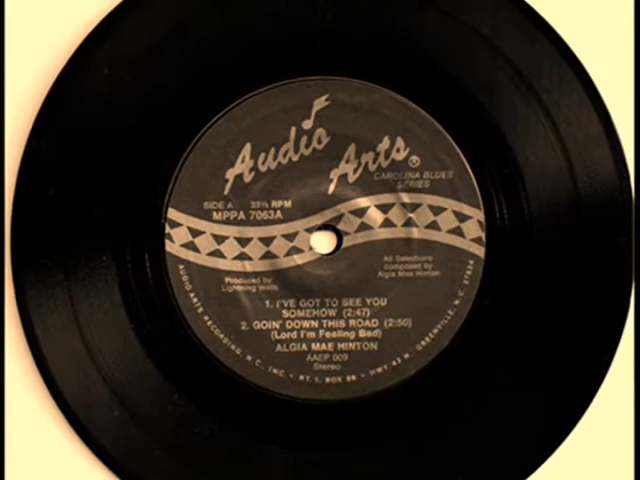 Audio Arts®
CAROLINA BLUES
SERIES
SIDE A 33⅓ RPM
MPPA 7063A
Produced by:
Lightning Wells
All Selections
composed by
Algia Mae Hinton
1. I'VE GOT TO SEE YOU
SOMEHOW (2:47)
2. GOIN' DOWN THIS ROAD (2:50)
(Lord I'm Feeling Bad)
ALGIA MAE HINTON
AAEP 009
Stereo
AUDIO ARTS RECORDING, N.C., INC. • RT. 1, BOX 59 • HWY. 43 N. GREENVILLE, N.C. 27834